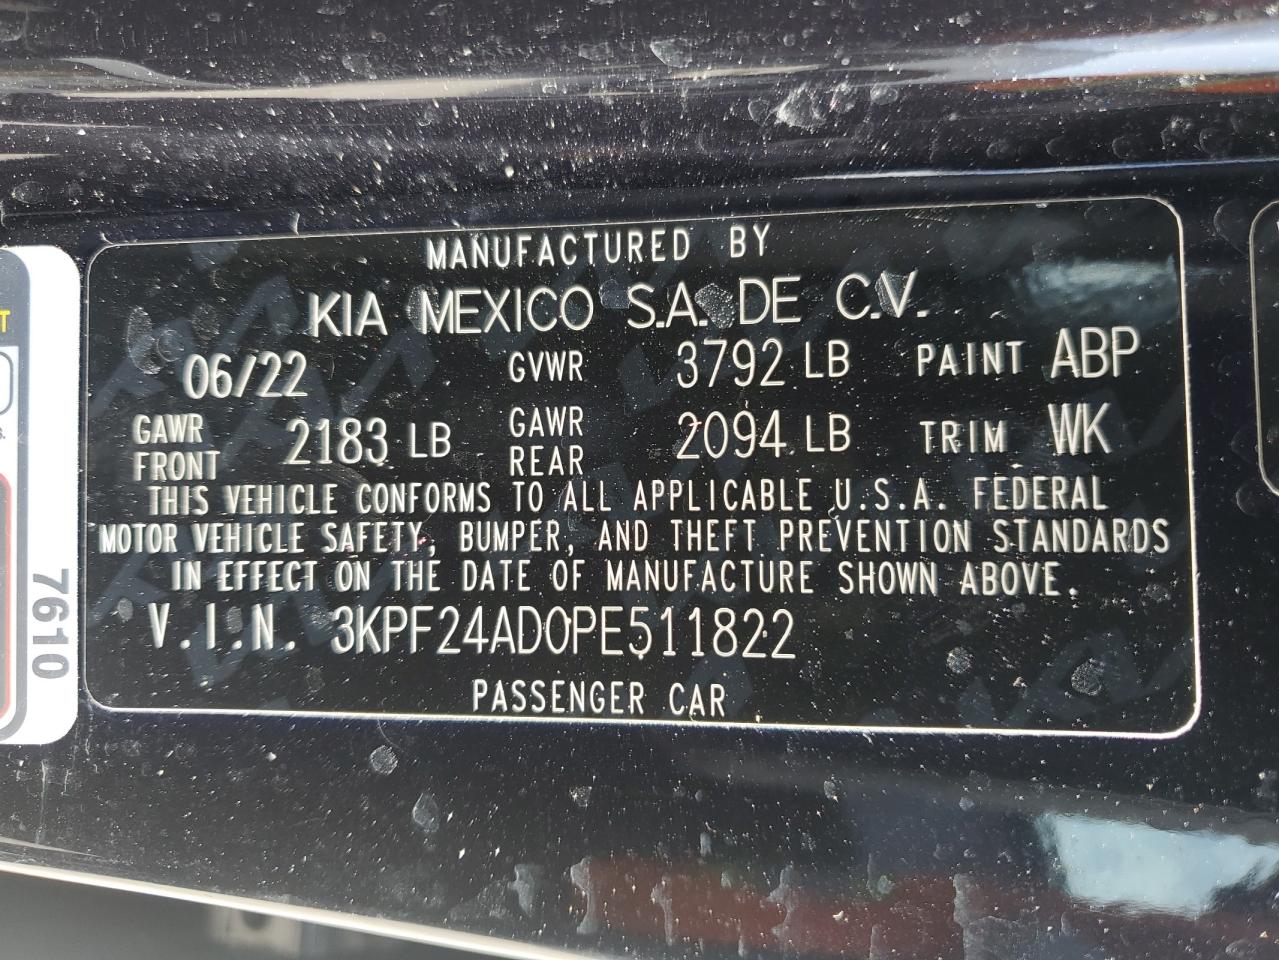 MANUFACTURED BY
KIA MEXICO S.A. DE C.V.
06/22 GVWR 3792 LB PAINT ABP
GAWR FRONT 2183 LB GAWR REAR 2094 LB TRIM WK
THIS VEHICLE CONFORMS TO ALL APPLICABLE U.S.A. FEDERAL
MOTOR VEHICLE SAFETY, BUMPER, AND THEFT PREVENTION STANDARDS
IN EFFECT ON THE DATE OF MANUFACTURE SHOWN ABOVE.
V.I.N. 3KPF24AD0PE511822
PASSENGER CAR
7610